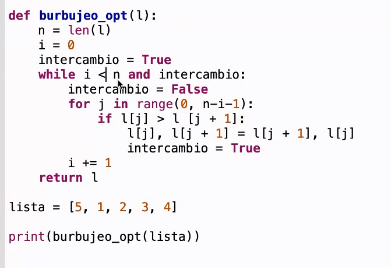 def burbujeo_opt(l):
    n = len(l)
    i = 0
    intercambio = True
    while i < n and intercambio:
        intercambio = False
        for j in range(0, n-i-1):
            if l[j] > l [j + 1]:
                l[j], l[j + 1] = l[j + 1], l[j]
                intercambio = True
        i += 1
    return l
lista = [5, 1, 2, 3, 4]
print(burbujeo_opt(lista))